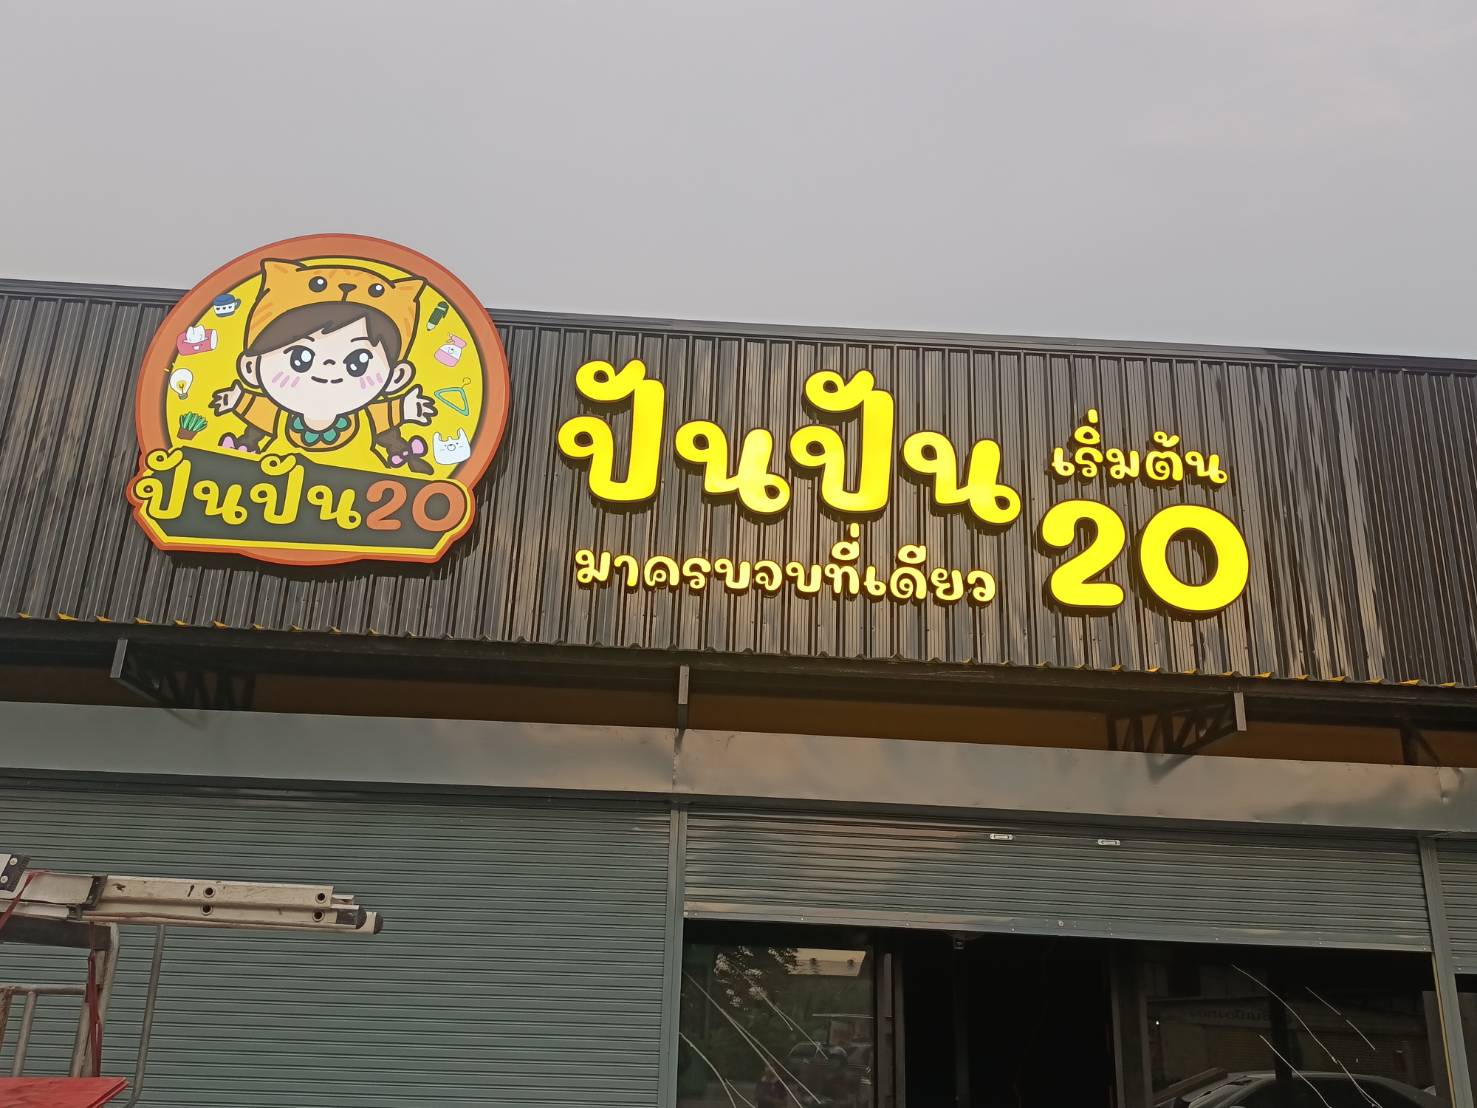 ปันปัน20
ปันปัน
เริ่มต้น
20
มาครบจบที่เดียว